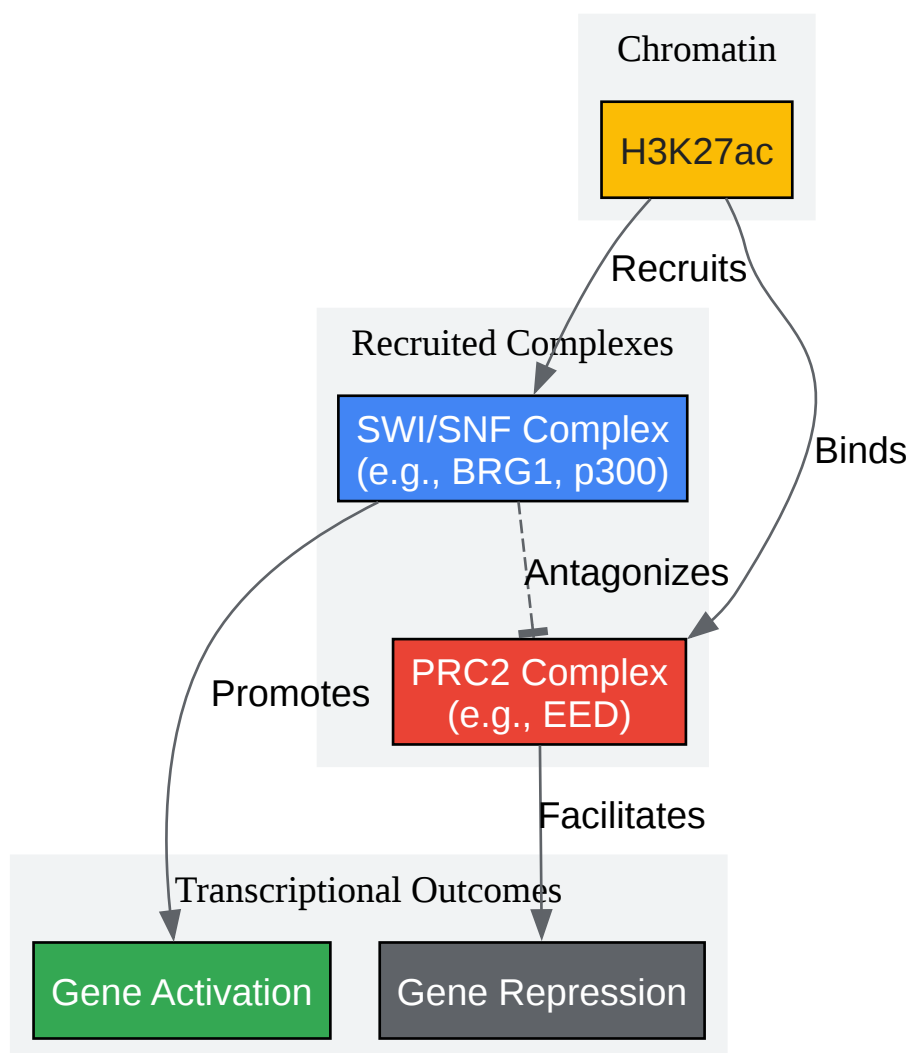 Chromatin
H3K27ac
Recruits
Recruited Complexes
SWI/SNF Complex
(e.g., BRG1, p300)
Binds
Antagonizes
PRC2 Complex
(e.g., EED)
Promotes
Facilitates
Transcriptional Outcomes
Gene Activation
Gene Repression